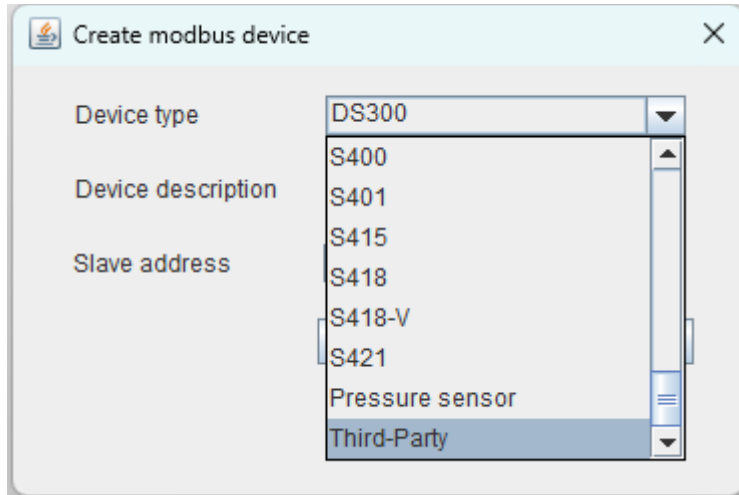 Create modbus device
Device type
DS300
S400
Device description
S401
S415
Slave address
S418
S418-V
S421
Pressure sensor
Third-Party